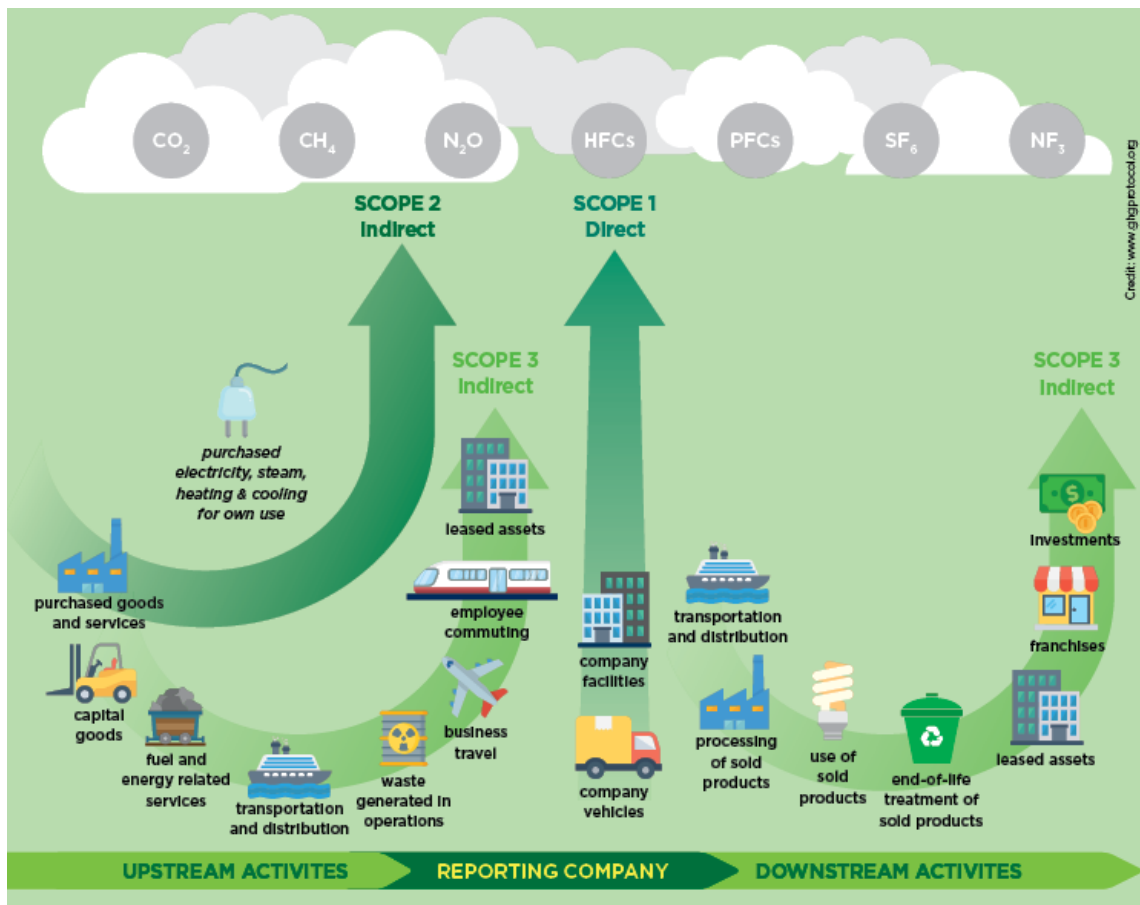 CO₂
CH₄
N₂O
HFCs
PFCs
SF₆
NF₃
Credit: www.ghgprotocol.org
SCOPE 2
Indirect
SCOPE 1
Direct
SCOPE 3
Indirect
SCOPE 3
Indirect
purchased
electricity, steam,
heating & cooling
for own use
purchased goods
and services
capital
goods
fuel and
energy related
services
transportation
and distribution
waste
generated in
operations
business
travel
employee
commuting
leased assets
company
facilities
company
vehicles
transportation
and distribution
processing
of sold
products
use of
sold
products
end-of-life
treatment of
sold products
leased assets
franchises
investments
UPSTREAM ACTIVITES
REPORTING COMPANY
DOWNSTREAM ACTIVITES